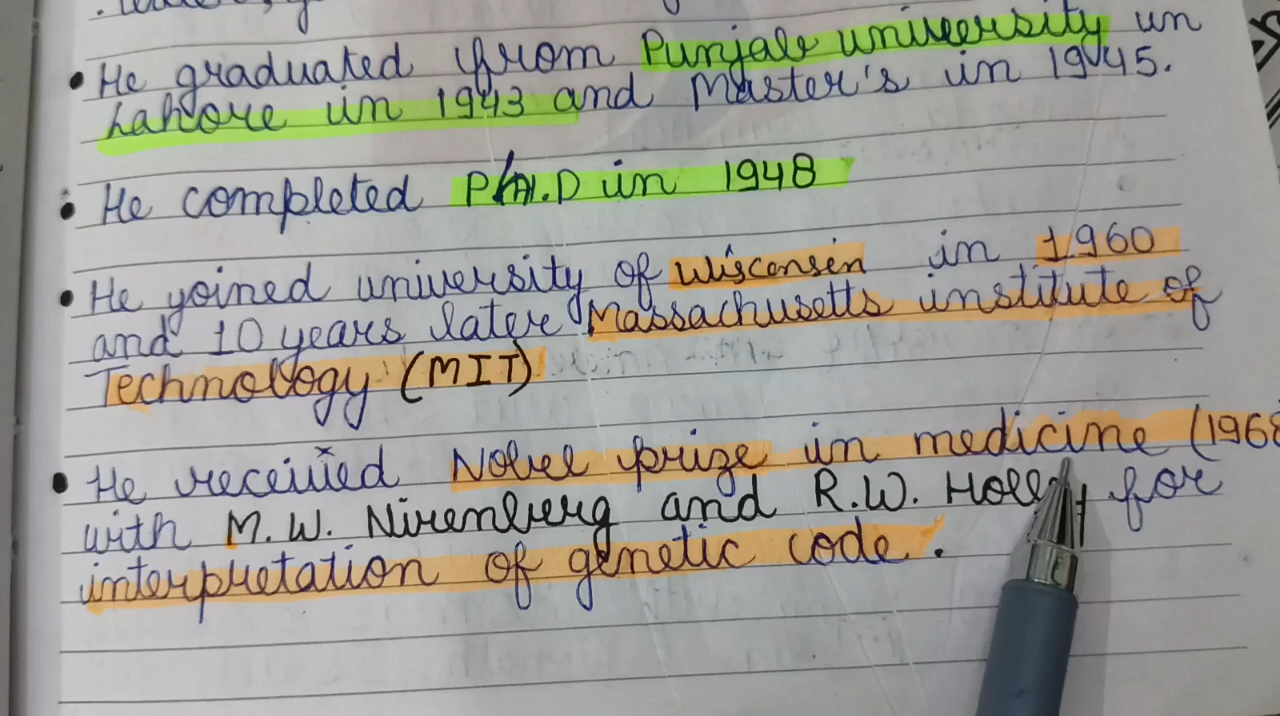 • He graduated from Punjab university in
Lahore in 1943 and Master's in 1945.
• He completed Ph.D in 1948
• He joined university of Wisconsin in 1960
and 10 years later Massachusetts institute of
Technology (MIT)
• He received Nobel prize in medicine (1968
with M.W. Nirenberg and R.W. Holly for
interpretation of genetic code.